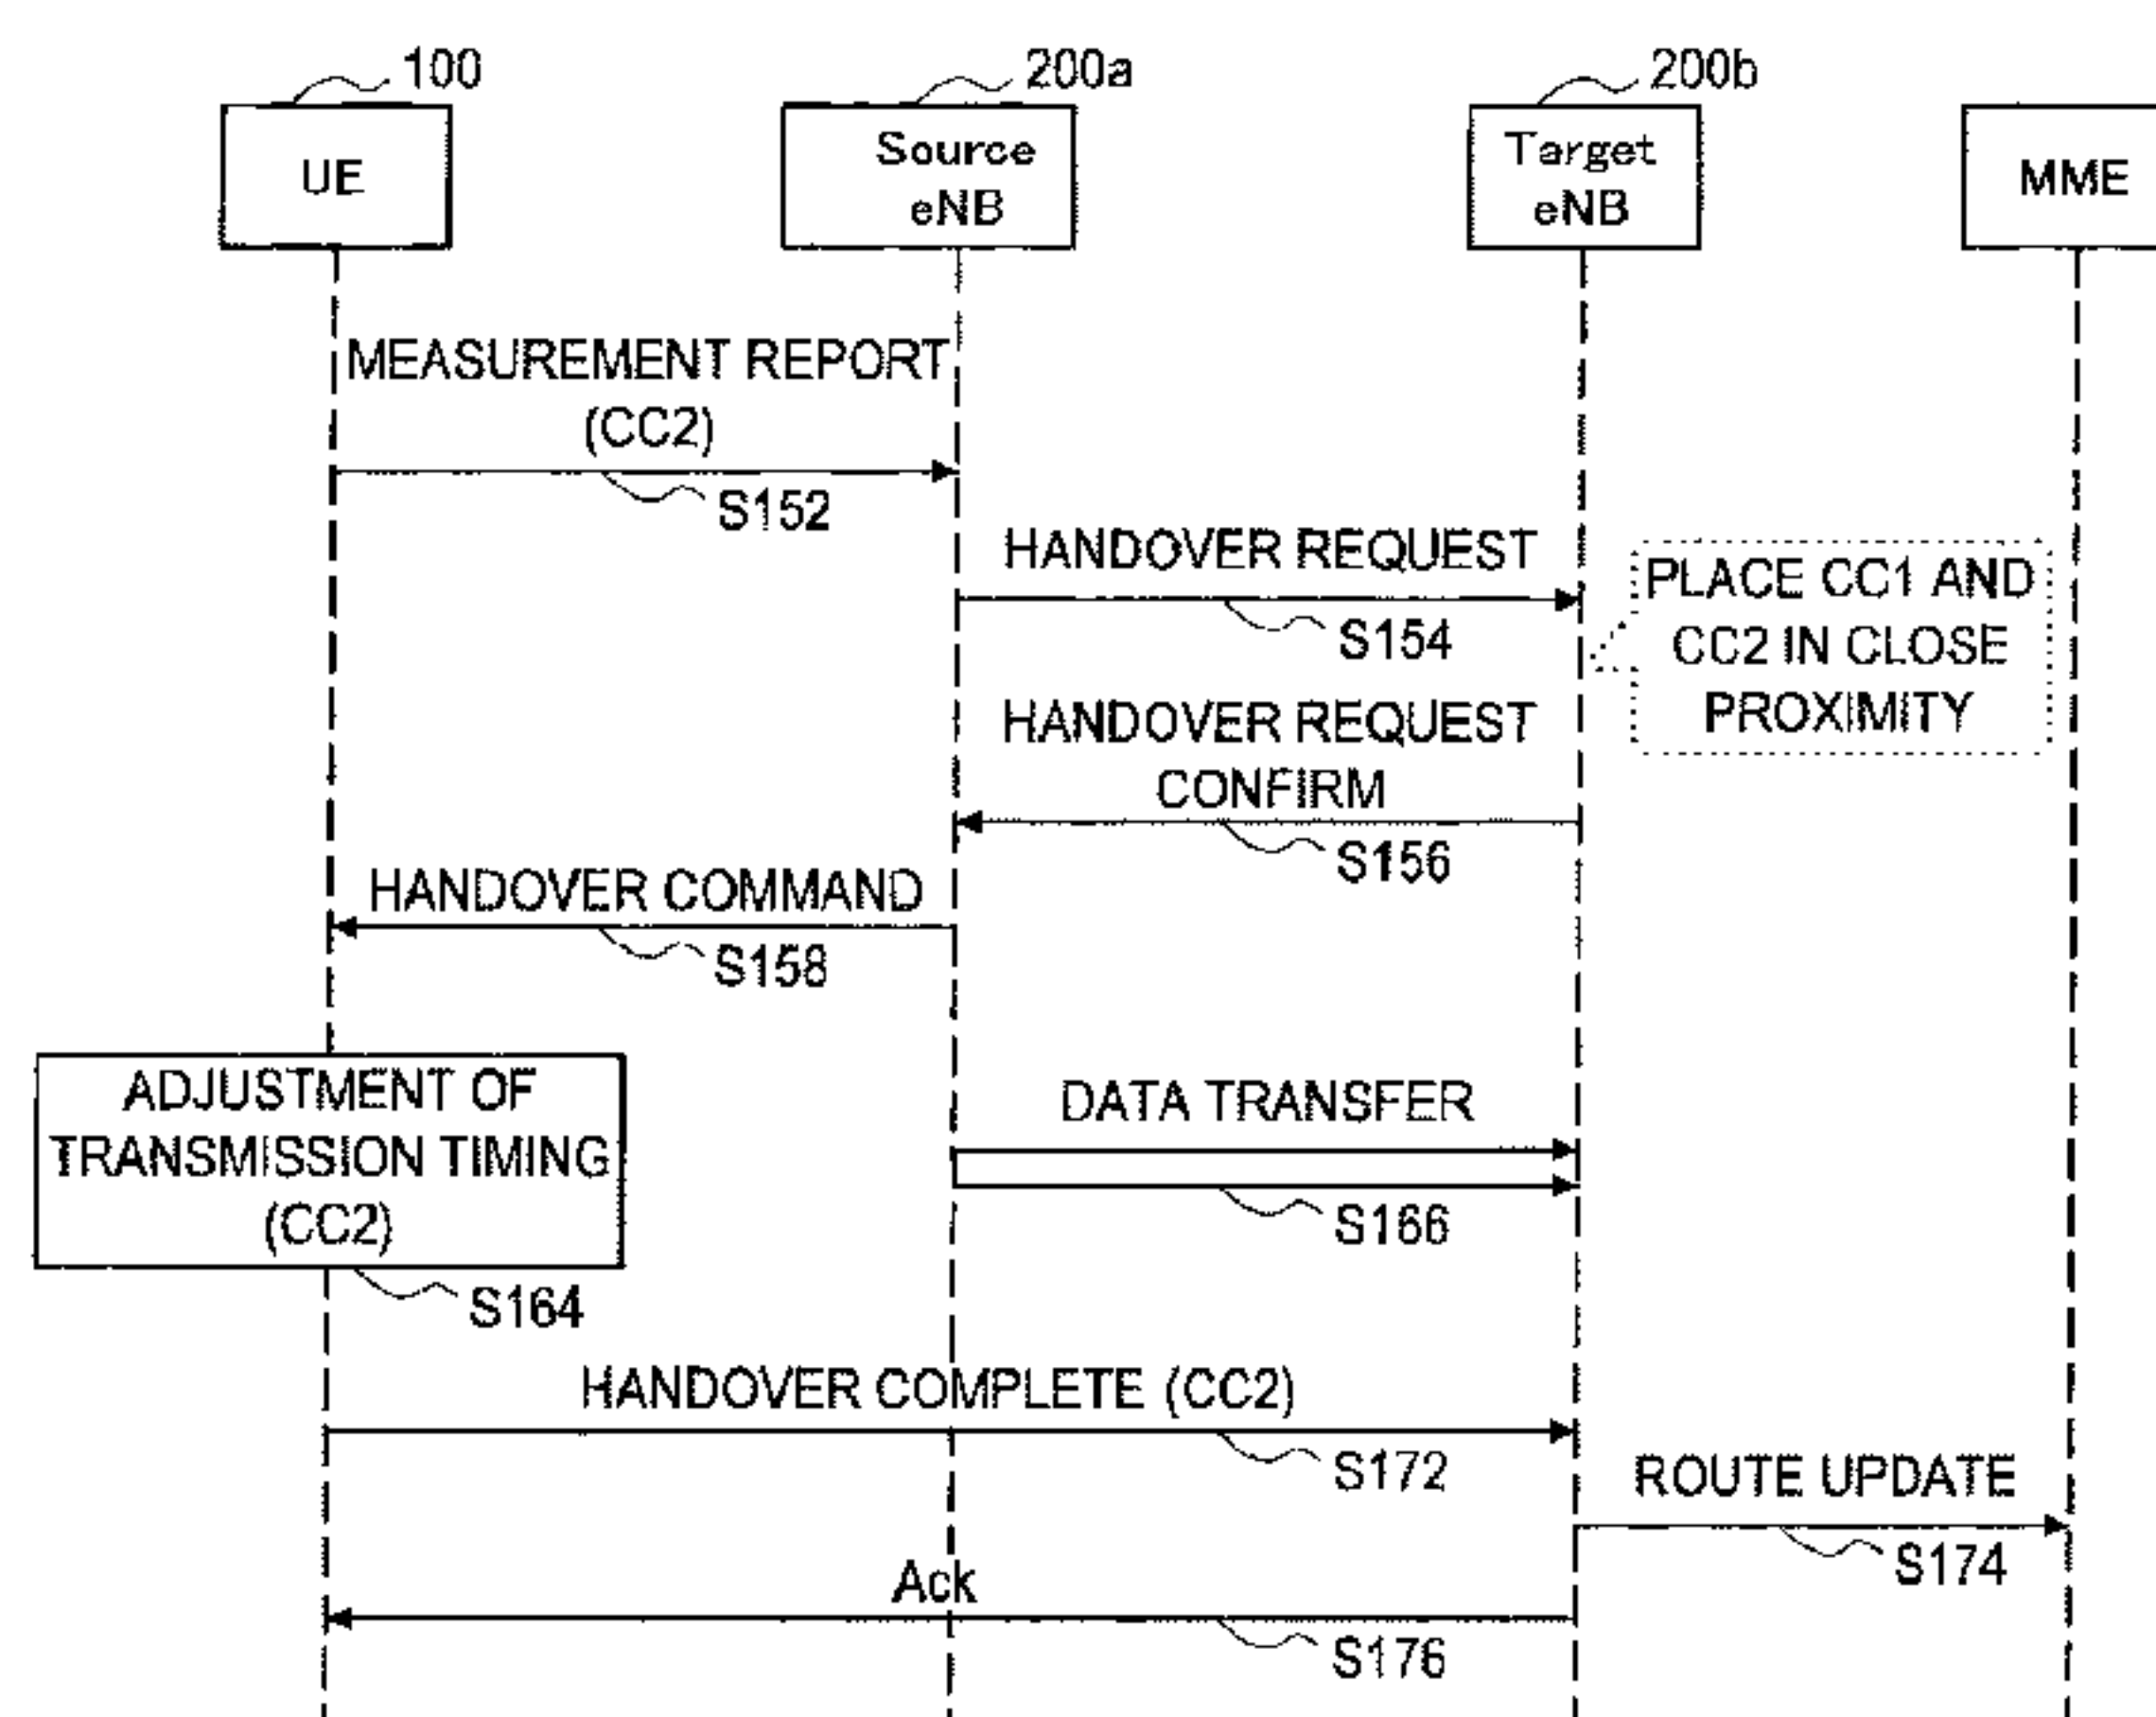 100
200a
200b
UE
Source
eNB
Target
eNB
MME
MEASUREMENT REPORT
(CC2)
S152
HANDOVER REQUEST
S154
PLACE CC1 AND
CC2 IN CLOSE
PROXIMITY
HANDOVER REQUEST
CONFIRM
S156
HANDOVER COMMAND
S158
ADJUSTMENT OF
TRANSMISSION TIMING
(CC2)
S164
DATA TRANSFER
S166
HANDOVER COMPLETE (CC2)
S172
ROUTE UPDATE
S174
Ack
S176